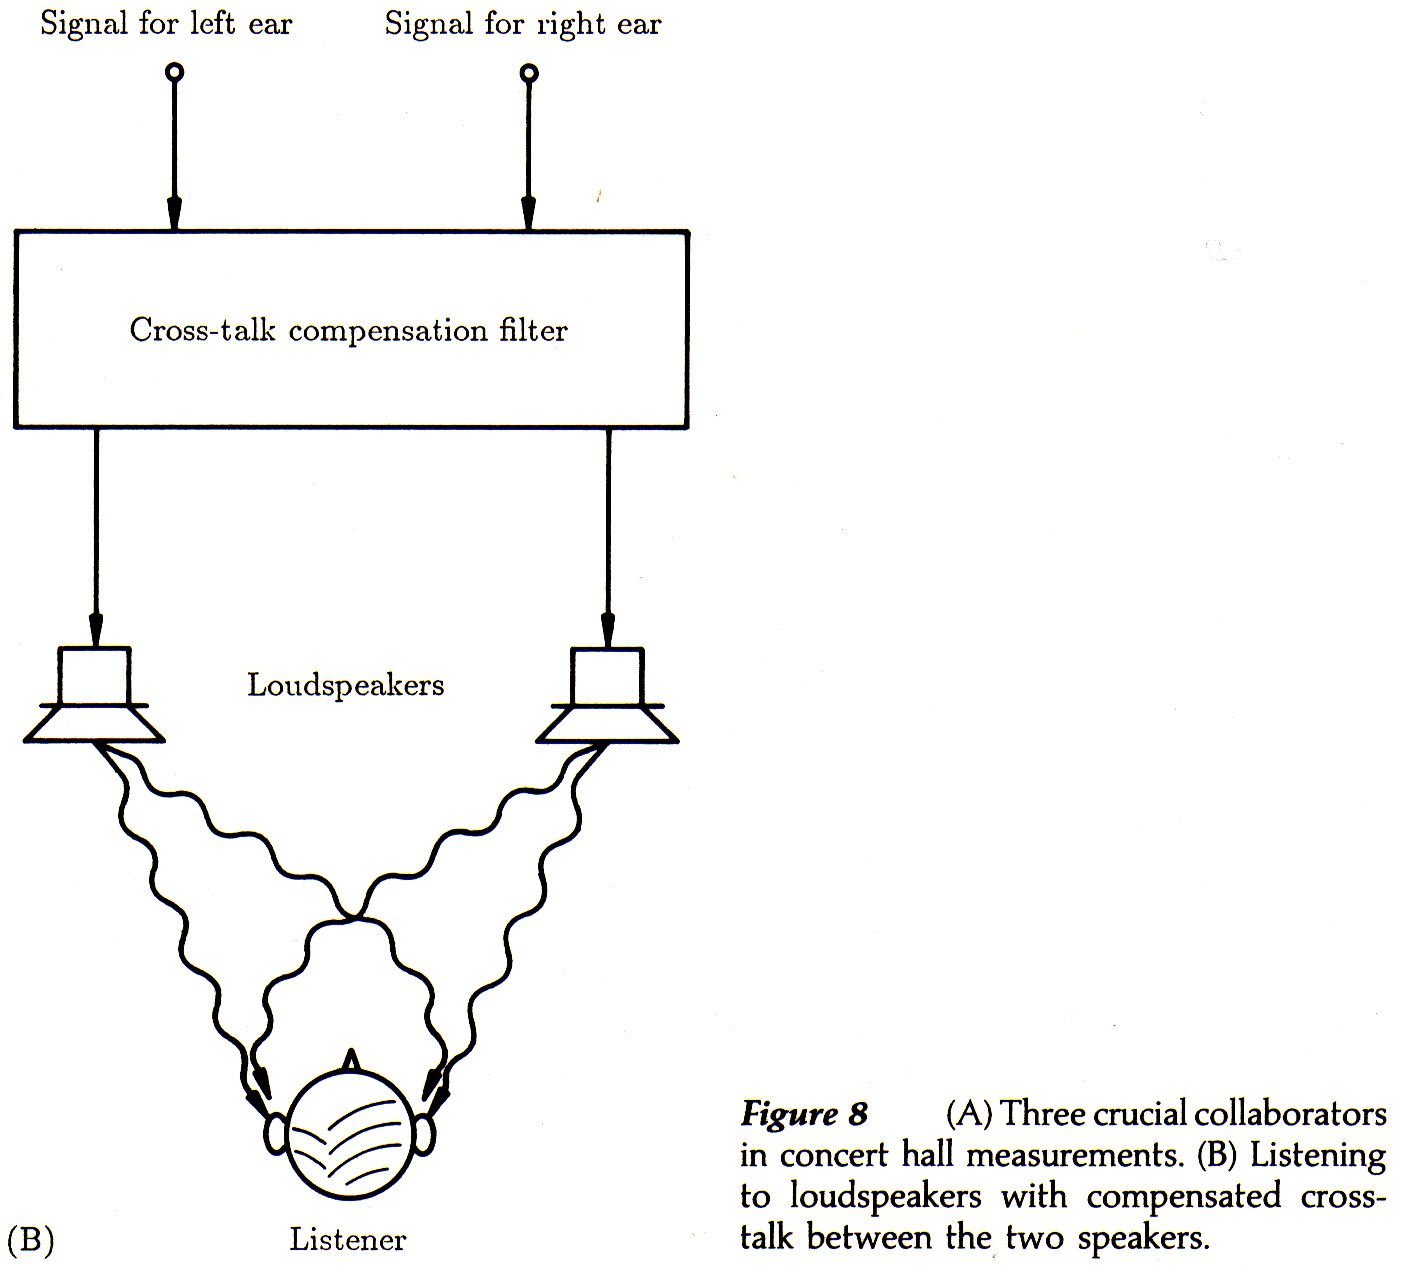 Signal for left ear
Signal for right ear
Cross-talk compensation filter
Loudspeakers
Figure 8 (A) Three crucial collaborators
in concert hall measurements. (B) Listening
to loudspeakers with compensated cross-
talk between the two speakers.
(B)
Listener